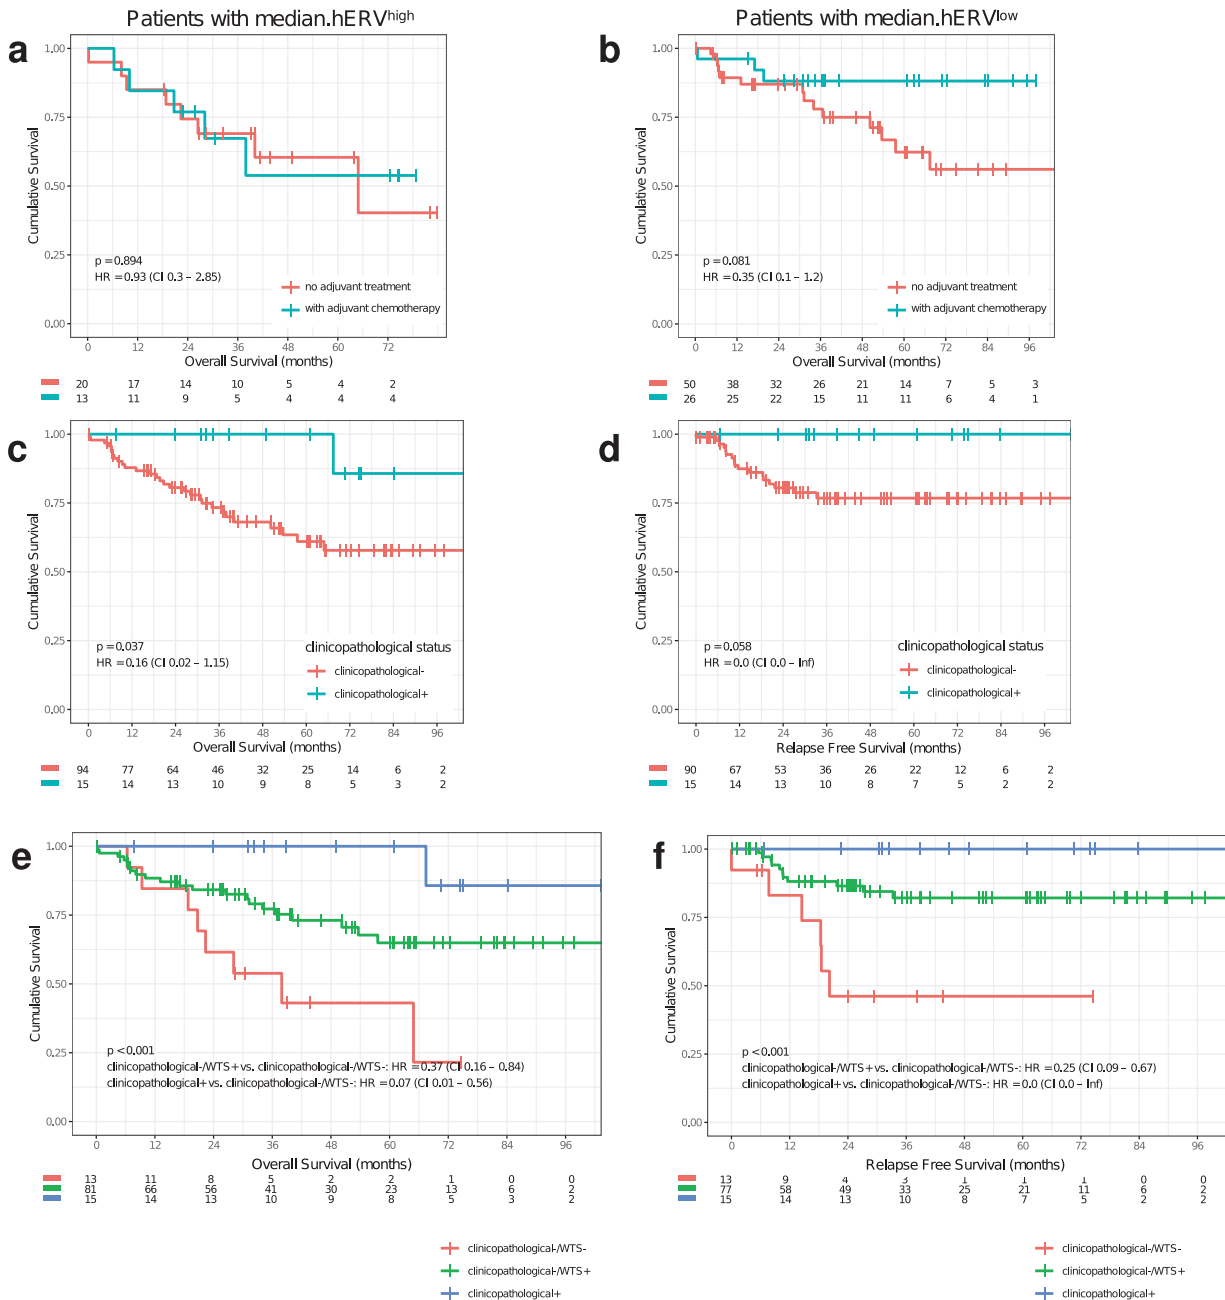 Patients with median.hERVhigh
a
1.00
0.75
0.50
0.25
0.00
Cumulative Survival
p = 0.894
HR = 0.93 (CI 0.3 – 2.85)
no adjuvant treatment
with adjuvant chemotherapy
0 12 24 36 48 60 72
Overall Survival (months)
20 17 14 10 5 4 2
13 11 9 5 4 4 4
Patients with median.hERVlow
b
1.00
0.75
0.50
0.25
0.00
Cumulative Survival
p = 0.081
HR = 0.35 (CI 0.1 – 1.2)
no adjuvant treatment
with adjuvant chemotherapy
0 12 24 36 48 60 72 84 96
Overall Survival (months)
50 38 32 26 21 14 7 5 3
26 25 22 15 11 11 6 4 1
c
1.00
0.75
0.50
0.25
0.00
Cumulative Survival
p = 0.037
HR = 0.16 (CI 0.02 – 1.15)
clinicopathological status
clinicopathological-
clinicopathological+
0 12 24 36 48 60 72 84 96
Overall Survival (months)
94 77 64 46 32 25 14 6 2
15 14 13 10 9 8 5 3 2
d
1.00
0.75
0.50
0.25
0.00
Cumulative Survival
p = 0.058
HR = 0.0 (CI 0.0 – Inf)
clinicopathological status
clinicopathological-
clinicopathological+
0 12 24 36 48 60 72 84 96
Relapse Free Survival (months)
90 67 53 36 26 22 12 6 2
15 14 13 10 8 7 5 2 2
e
1.00
0.75
0.50
0.25
0.00
Cumulative Survival
p < 0.001
clinicopathological-/WTS+ vs. clinicopathological-/WTS-: HR = 0.37 (CI 0.16 – 0.84)
clinicopathological+ vs. clinicopathological-/WTS-: HR = 0.07 (CI 0.01 – 0.56)
0 12 24 36 48 60 72 84 96
Overall Survival (months)
13 11 8 5 2 2 1 0 0
81 66 56 41 30 23 13 6 2
15 14 13 10 9 8 5 3 2
clinicopathological-/WTS-
clinicopathological-/WTS+
clinicopathological+
f
1.00
0.75
0.50
0.25
0.00
Cumulative Survival
p < 0.001
clinicopathological-/WTS+ vs. clinicopathological-/WTS-: HR = 0.25 (CI 0.09 – 0.67)
clinicopathological+ vs. clinicopathological-/WTS-: HR = 0.0 (CI 0.0 – Inf)
0 12 24 36 48 60 72 84 96
Relapse Free Survival (months)
13 9 4 3 1 1 1 0 0
77 58 49 33 25 21 11 6 2
15 14 13 10 8 7 5 2 2
clinicopathological-/WTS-
clinicopathological-/WTS+
clinicopathological+